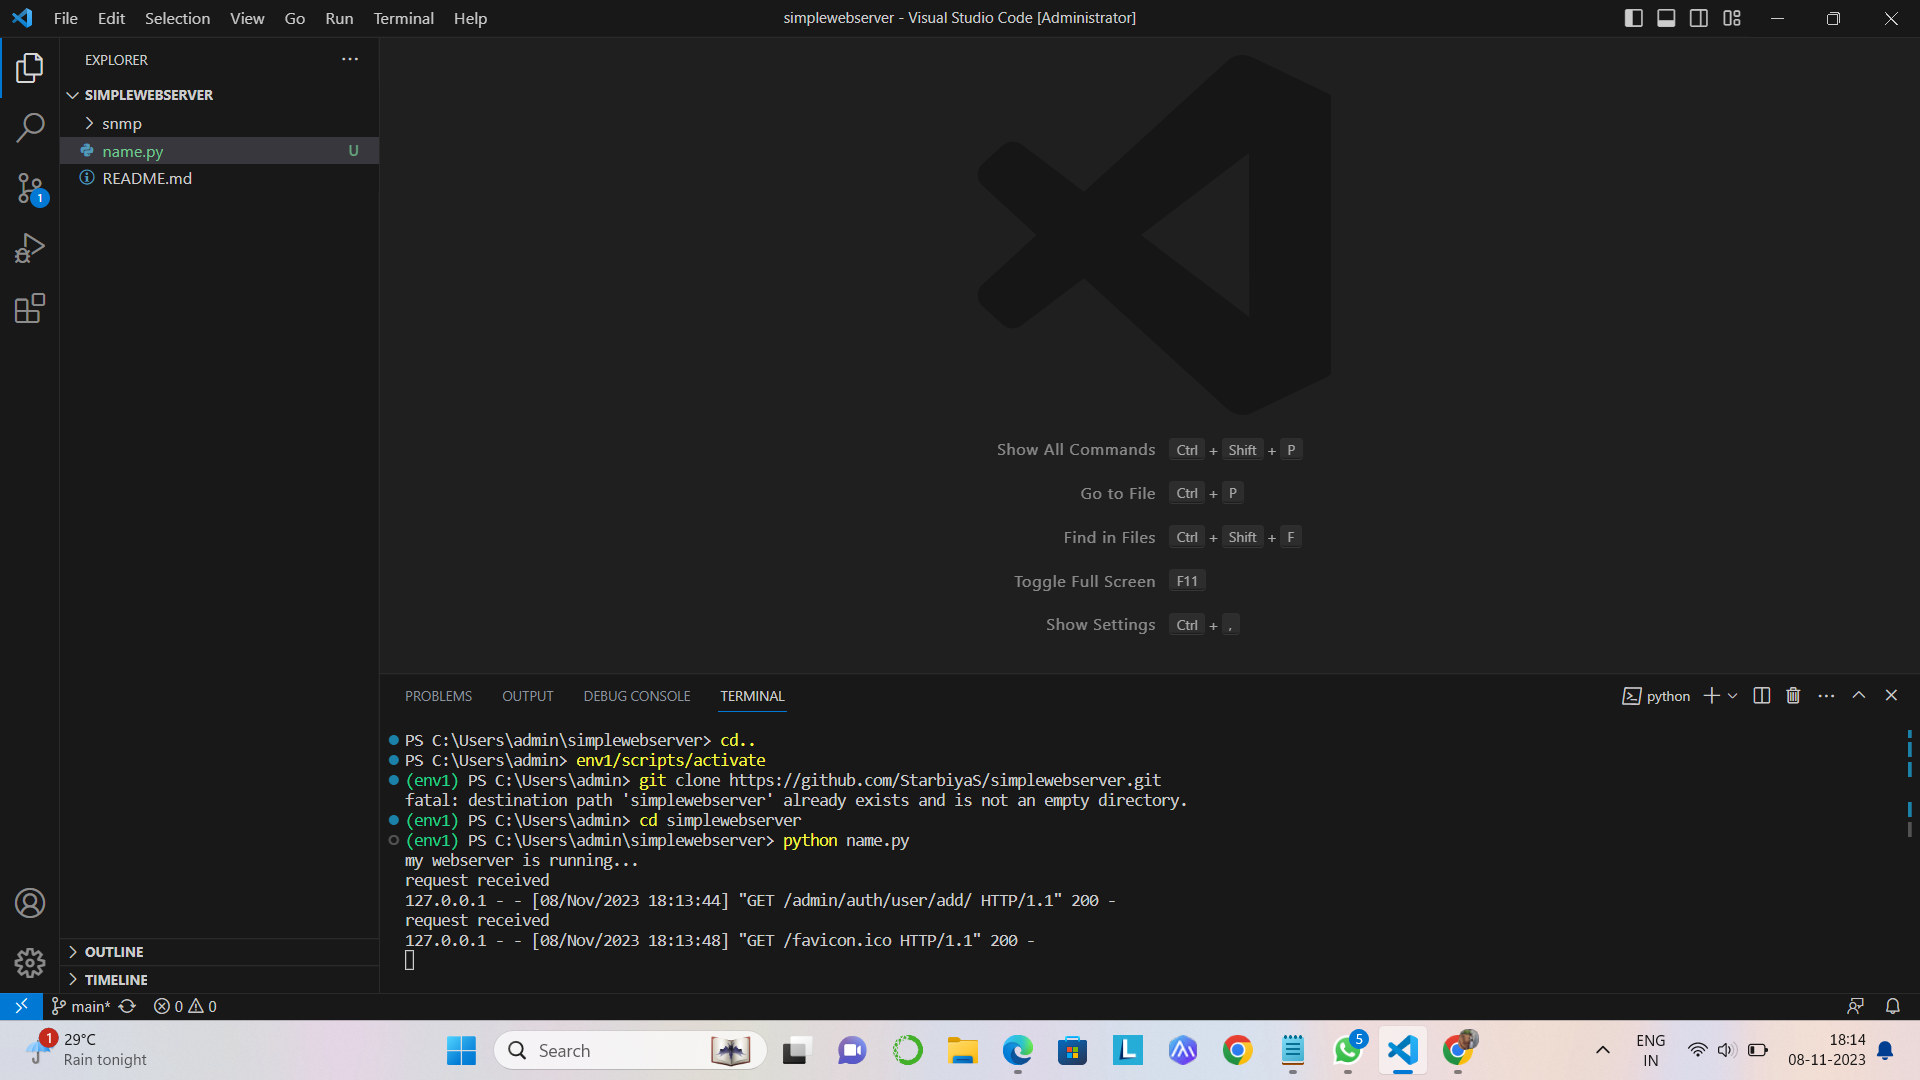 File Edit Selection View Go Run Terminal Help
simplewebserver - Visual Studio Code [Administrator]
EXPLORER
SIMPLEWEBSERVER
snmp
name.py U
README.md
1
Show All Commands Ctrl + Shift + P
Go to File Ctrl + P
Find in Files Ctrl + Shift + F
Toggle Full Screen F11
Show Settings Ctrl + ,
PROBLEMS OUTPUT DEBUG CONSOLE TERMINAL
python
PS C:\Users\admin\simplewebserver> cd..
PS C:\Users\admin> env1/scripts/activate
(env1) PS C:\Users\admin> git clone https://github.com/StarbiyaS/simplewebserver.git
fatal: destination path 'simplewebserver' already exists and is not an empty directory.
(env1) PS C:\Users\admin> cd simplewebserver
(env1) PS C:\Users\admin\simplewebserver> python name.py
my webserver is running...
request received
127.0.0.1 - - [08/Nov/2023 18:13:44] "GET /admin/auth/user/add/ HTTP/1.1" 200 -
request received
127.0.0.1 - - [08/Nov/2023 18:13:48] "GET /favicon.ico HTTP/1.1" 200 -
OUTLINE
TIMELINE
main* 0 0
1
29°C
Rain tonight
Search
L
5
ENG
IN
18:14
08-11-2023